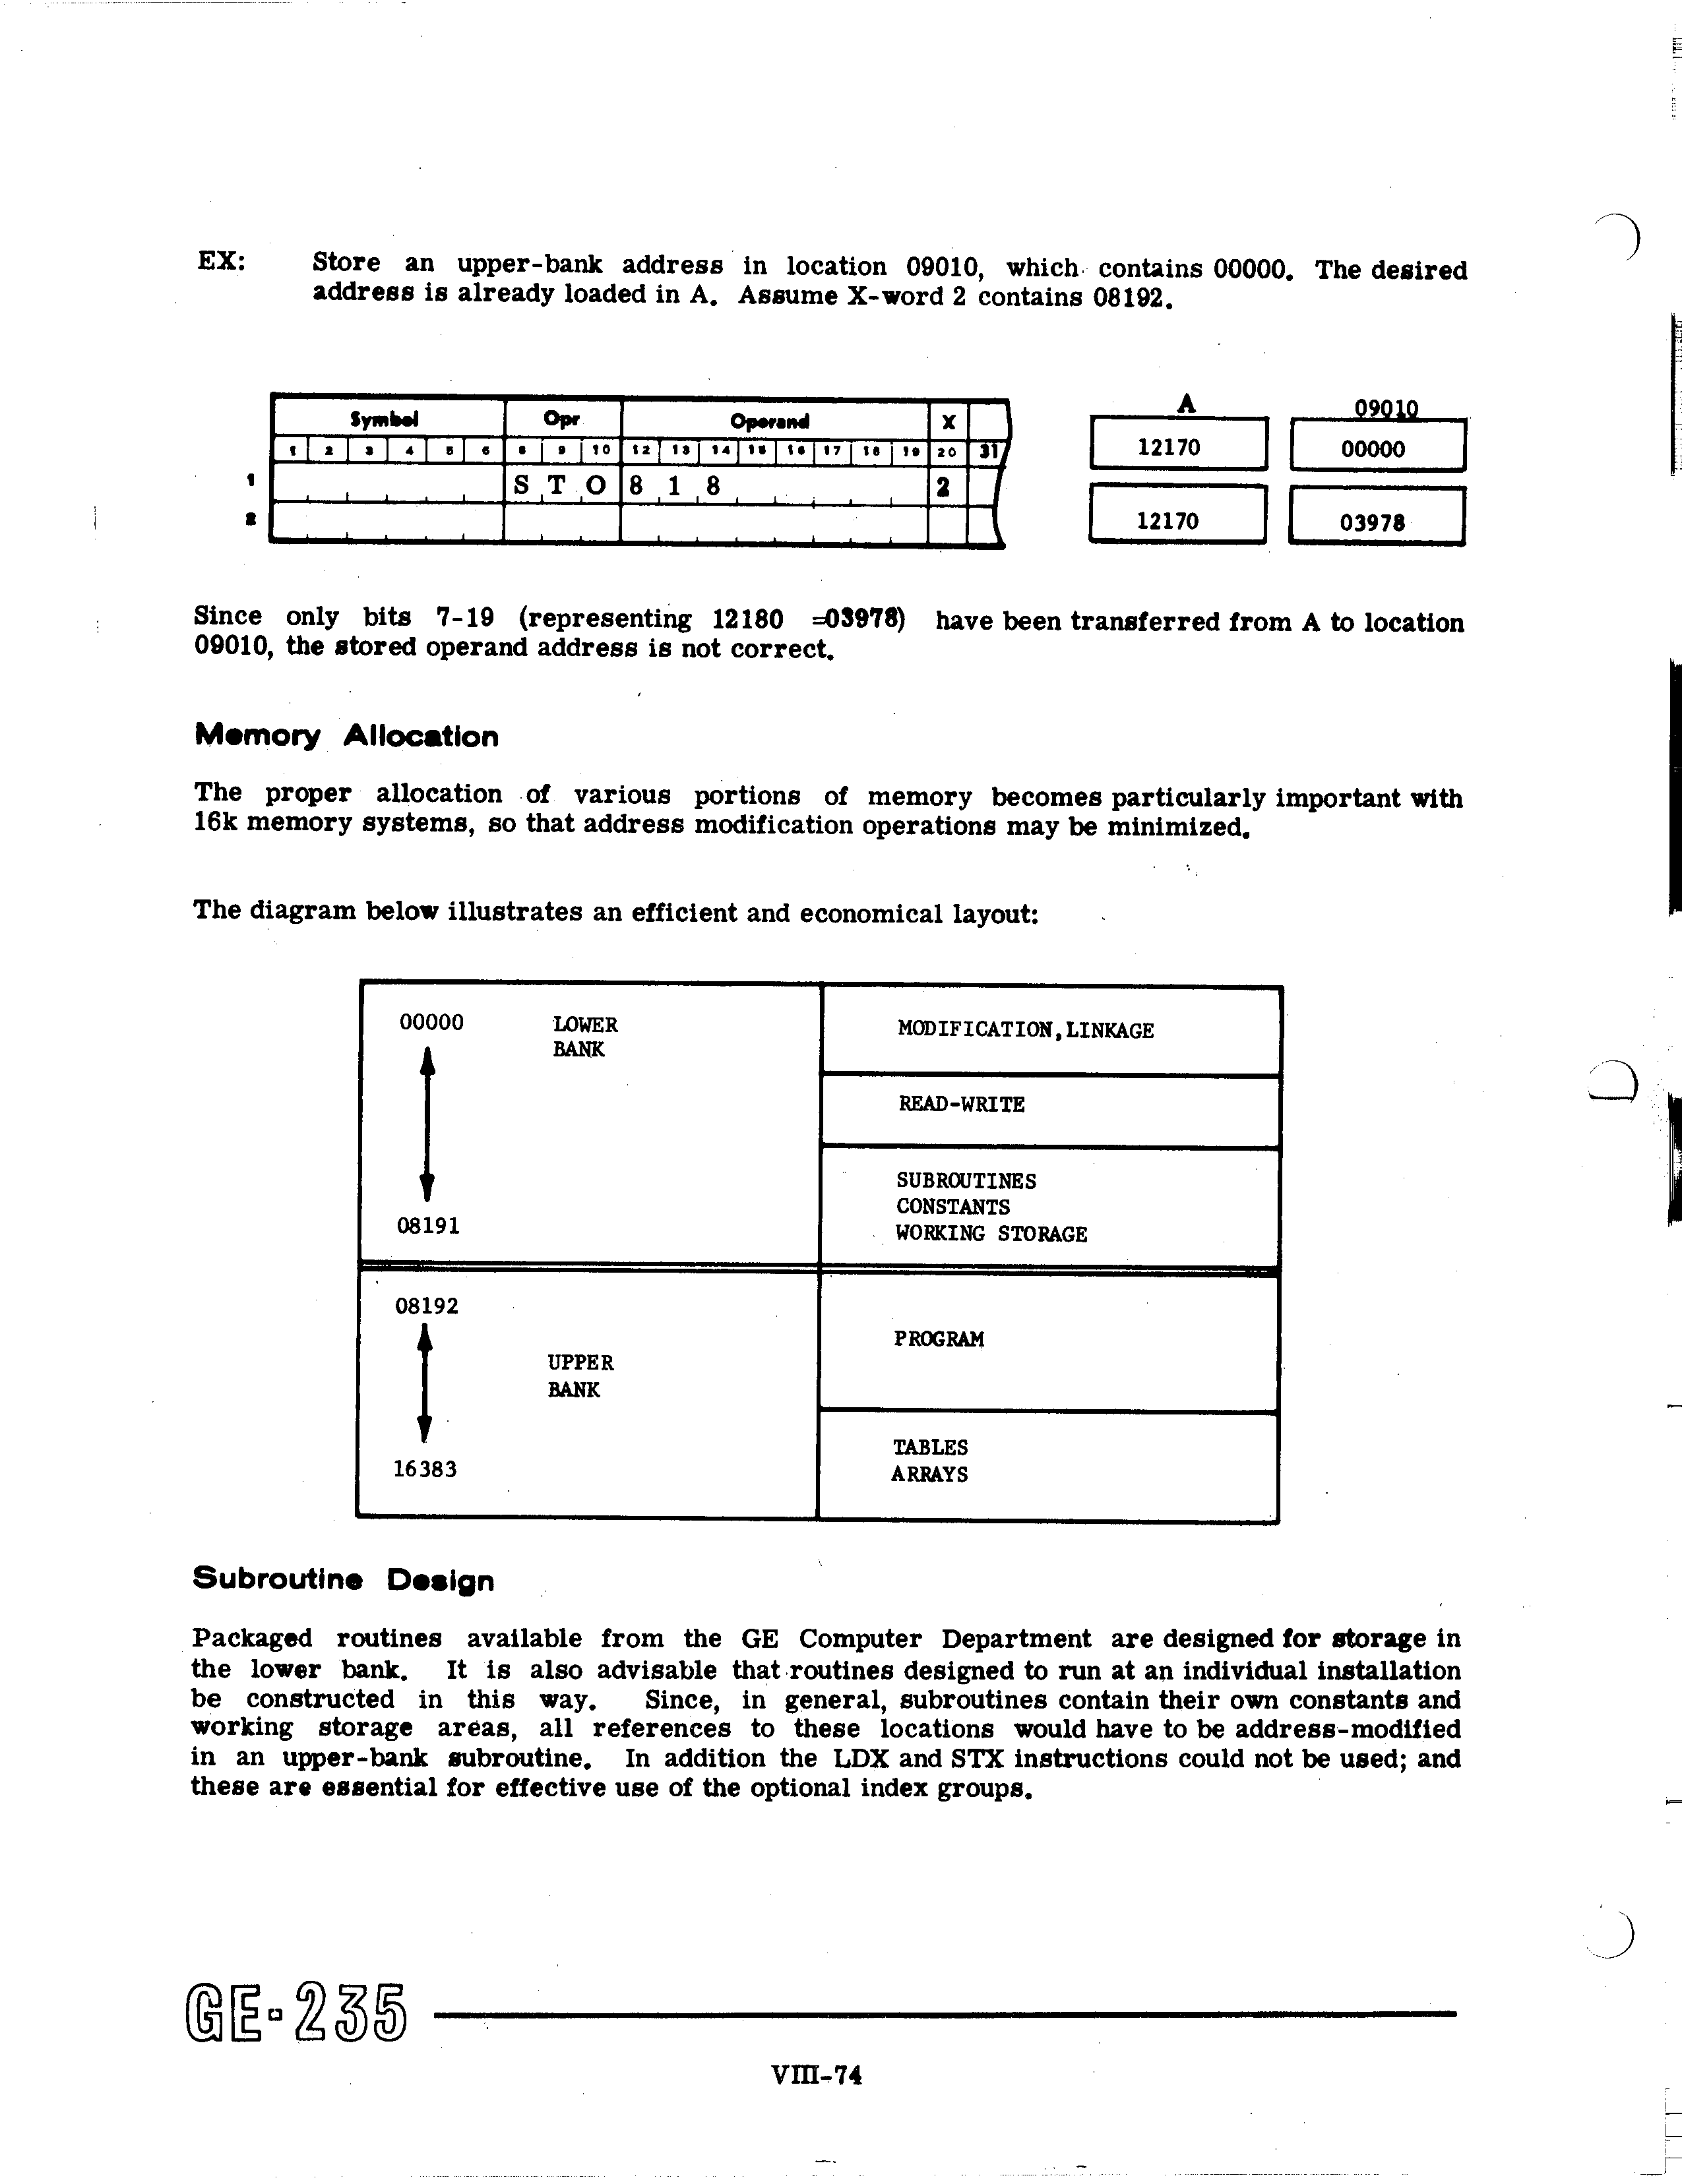 EX: Store an upper-bank address in location 09010, which contains 00000. The desired
address is already loaded in A. Assume X-word 2 contains 08192.
Symbol Opr Operand X
1 2 3 4 5 6 8 9 10 12 13 14 15 16 17 18 19 20 31
1 S T O 8 1 8 2
2
A 09010
12170 00000
12170 03978
Since only bits 7-19 (representing 12180 =03978) have been transferred from A to location
09010, the stored operand address is not correct.
Memory Allocation
The proper allocation of various portions of memory becomes particularly important with
16k memory systems, so that address modification operations may be minimized.
The diagram below illustrates an efficient and economical layout:
00000 LOWER
BANK
08191
MODIFICATION,LINKAGE
READ-WRITE
SUBROUTINES
CONSTANTS
WORKING STORAGE
08192
UPPER
BANK
16383
PROGRAM
TABLES
ARRAYS
Subroutine Design
Packaged routines available from the GE Computer Department are designed for storage in
the lower bank. It is also advisable that routines designed to run at an individual installation
be constructed in this way. Since, in general, subroutines contain their own constants and
working storage areas, all references to these locations would have to be address-modified
in an upper-bank subroutine. In addition the LDX and STX instructions could not be used; and
these are essential for effective use of the optional index groups.
GE-235
VIII-74